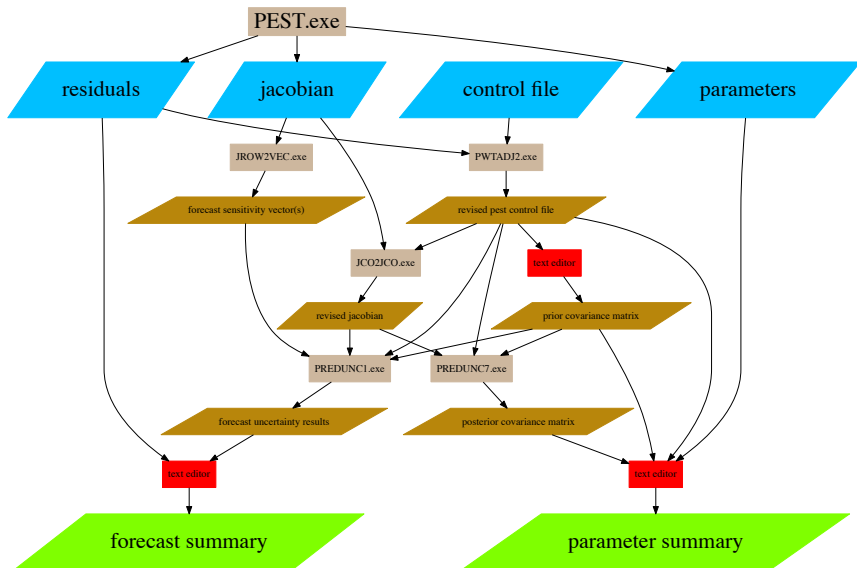 PEST.exe
residuals
jacobian
control file
parameters
JROW2VEC.exe
PWTADJ2.exe
forecast sensitivity vector(s)
revised pest control file
JCO2JCO.exe
text editor
revised jacobian
prior covariance matrix
PREDUNC1.exe
PREDUNC7.exe
forecast uncertainty results
posterior covariance matrix
text editor
text editor
forecast summary
parameter summary